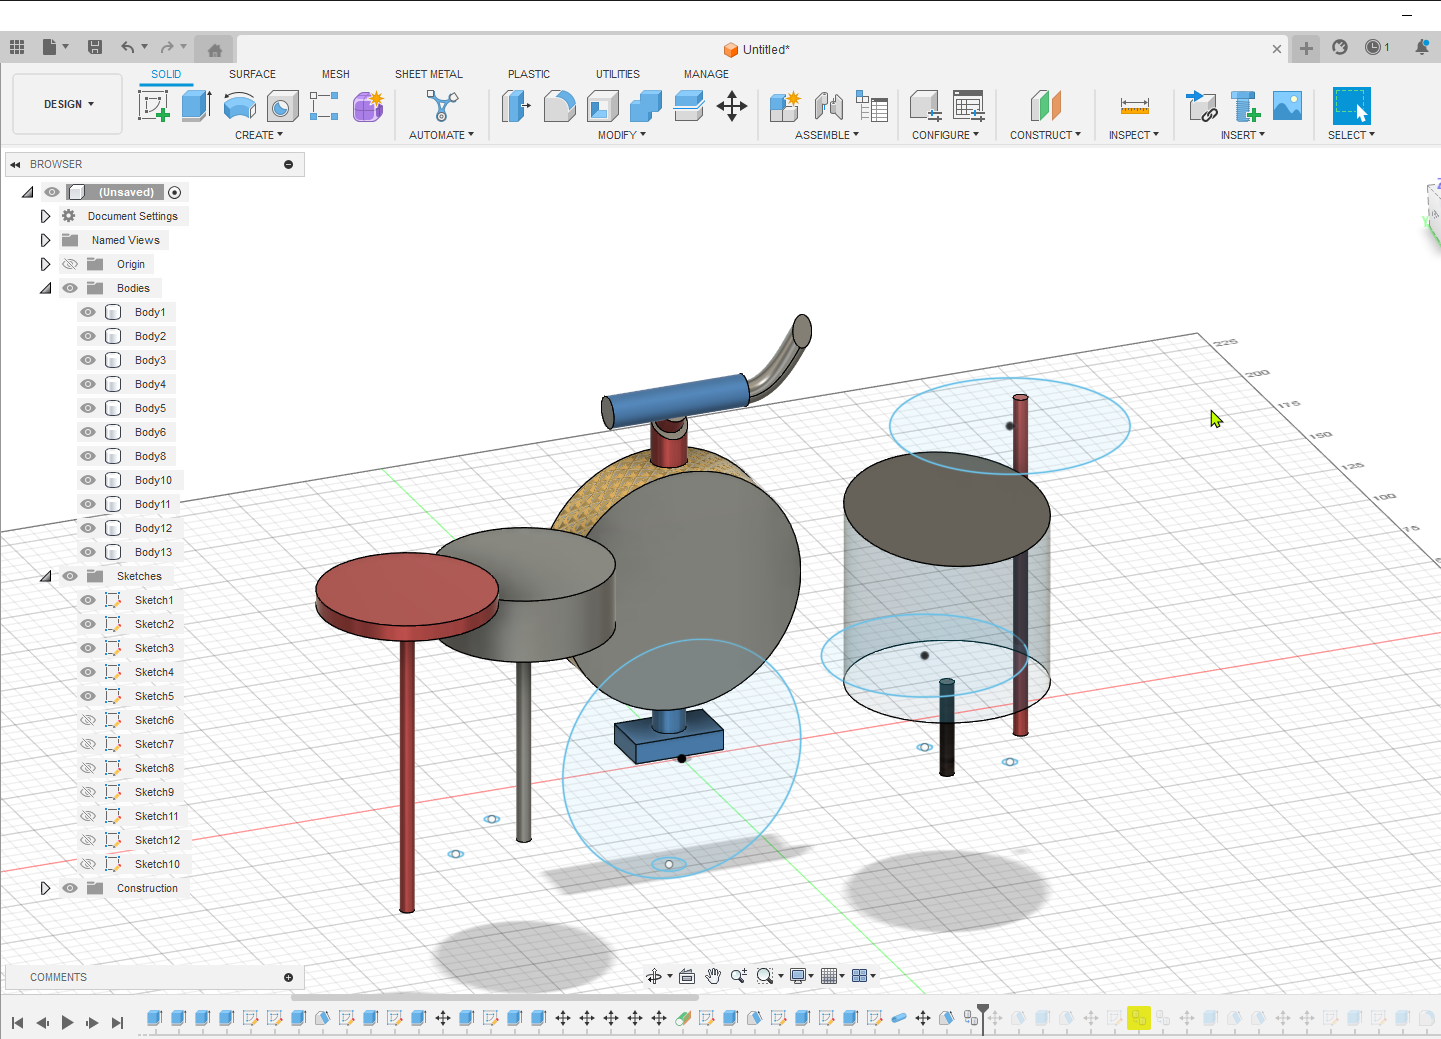 Untitled*
1
DESIGN
SOLID SURFACE MESH SHEET METAL PLASTIC UTILITIES MANAGE
CREATE AUTOMATE MODIFY ASSEMBLE CONFIGURE CONSTRUCT INSPECT INSERT SELECT
BROWSER
(Unsaved)
Document Settings
Named Views
Origin
Bodies
Body1
Body2
Body3
Body4
Body5
Body6
Body8
Body10
Body11
Body12
Body13
Sketches
Sketch1
Sketch2
Sketch3
Sketch4
Sketch5
Sketch6
Sketch7
Sketch8
Sketch9
Sketch11
Sketch12
Sketch10
Construction
225
200
175
150
125
100
75
COMMENTS